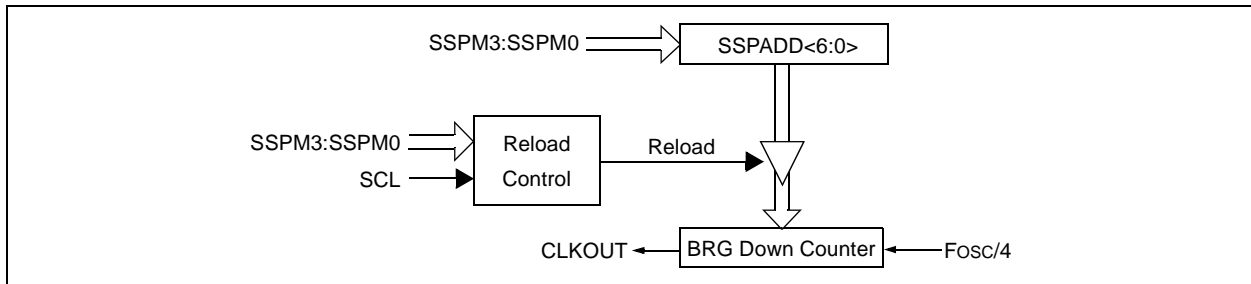 SSPM3:SSPM0
SSPADD<6:0>
SSPM3:SSPM0
SCL
Reload
Control
Reload
CLKOUT
BRG Down Counter
FOSC/4